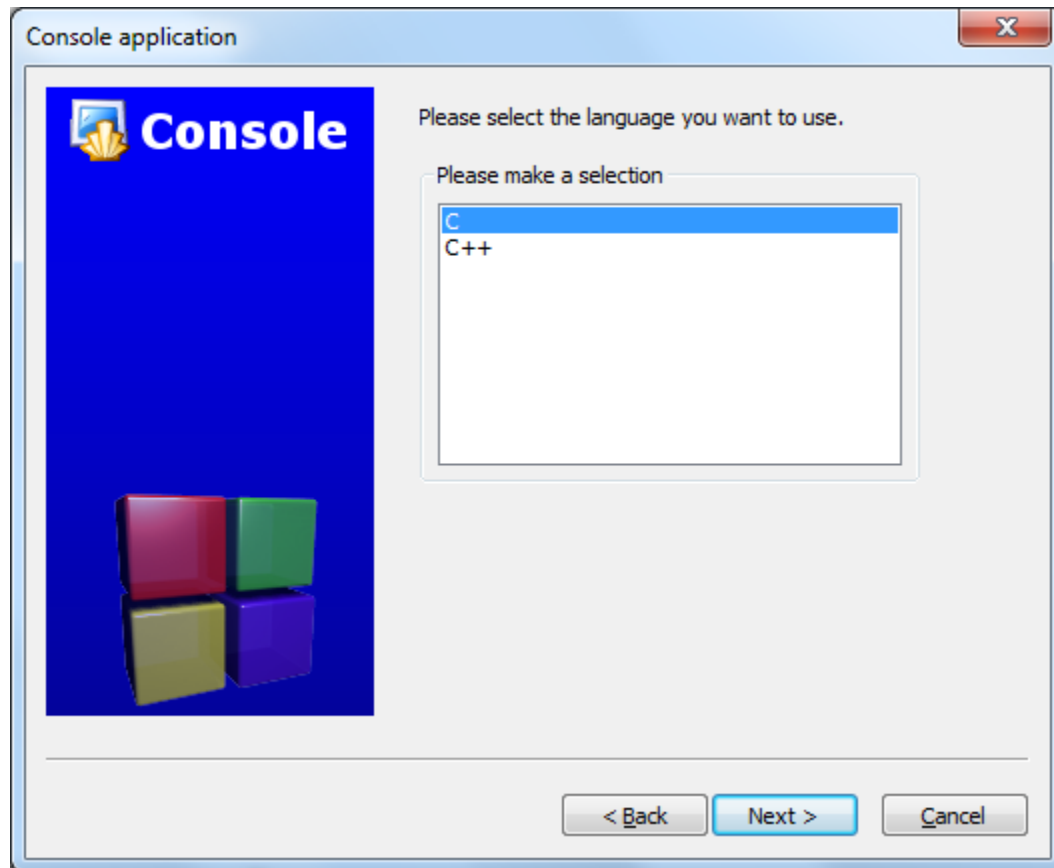 Console application
Console
Please select the language you want to use.
Please make a selection
C
C++
< Back
Next >
Cancel